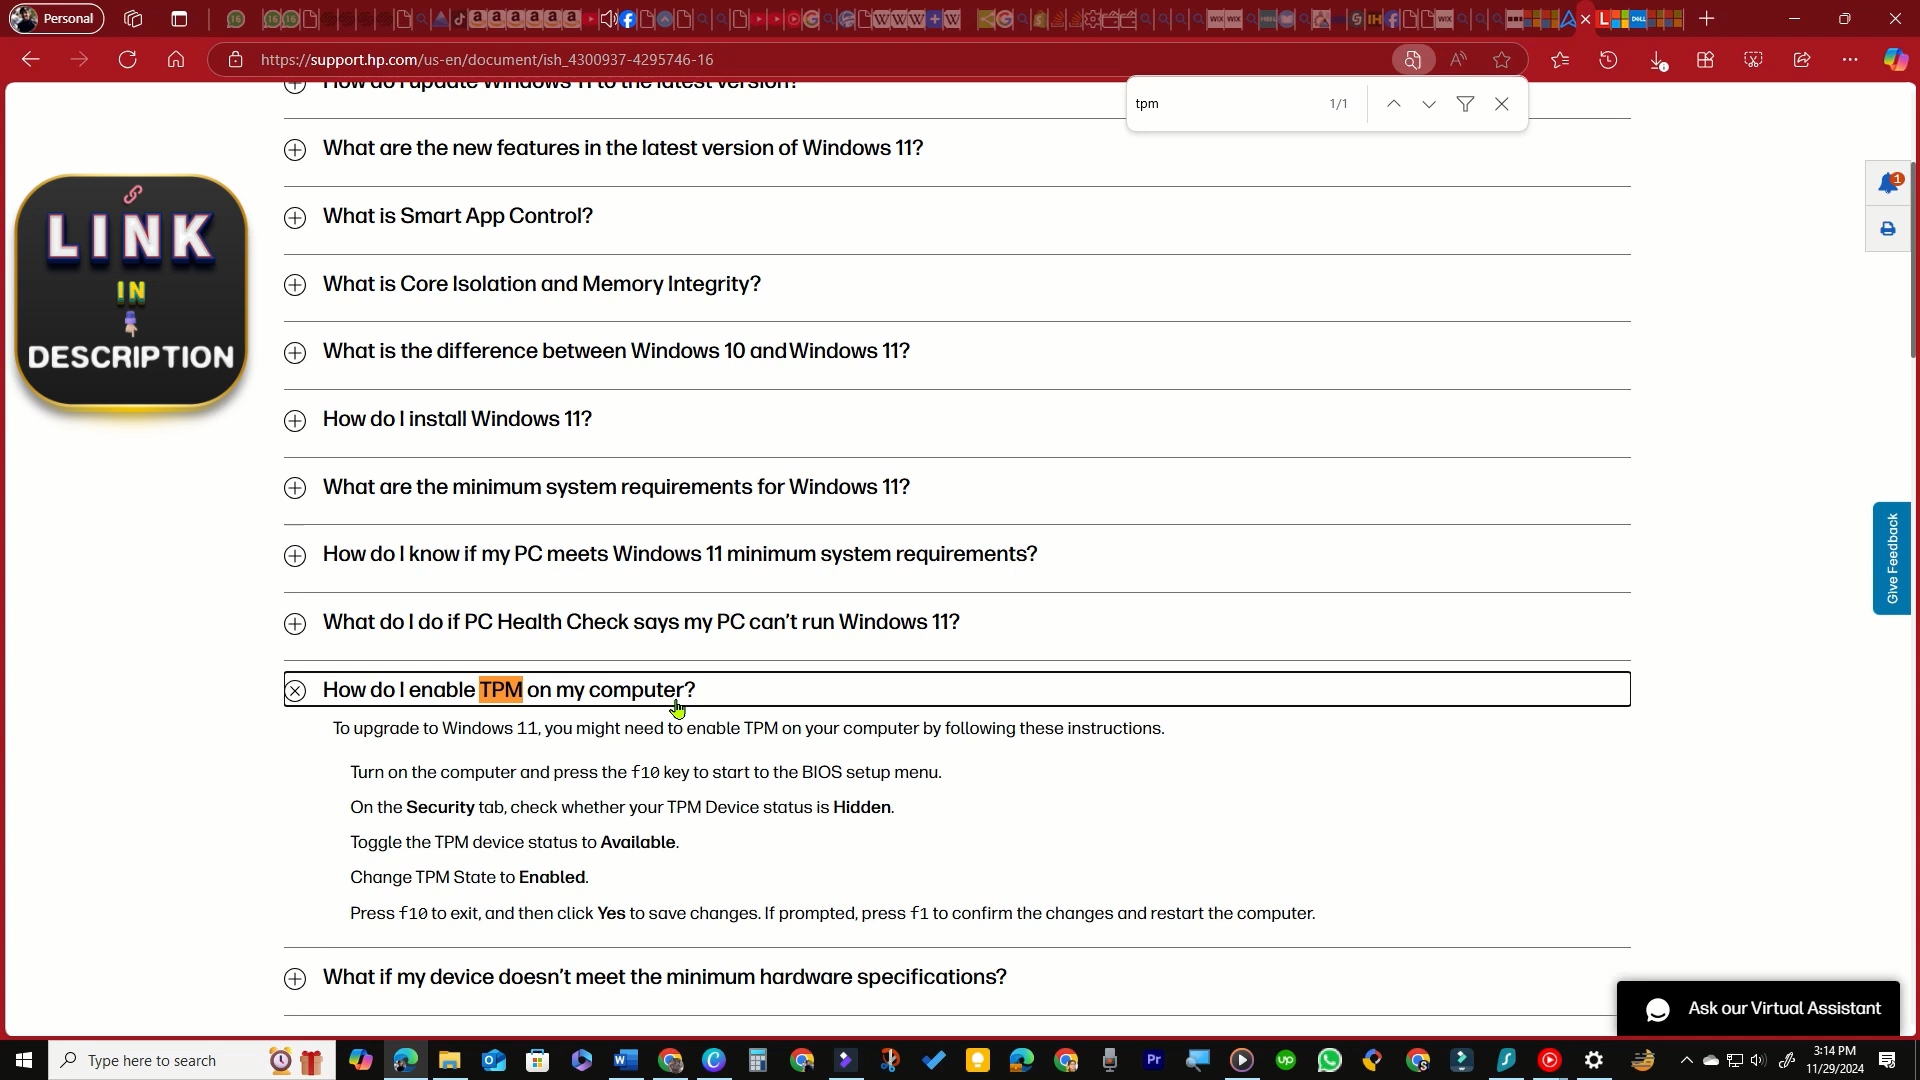 Personal
https://support.hp.com/us-en/document/ish_4300937-4295746-16
tpm
1/1
How do I update Windows 11 to the latest version?
What are the new features in the latest version of Windows 11?
What is Smart App Control?
What is Core Isolation and Memory Integrity?
What is the difference between Windows 10 and Windows 11?
How do I install Windows 11?
What are the minimum system requirements for Windows 11?
How do I know if my PC meets Windows 11 minimum system requirements?
What do I do if PC Health Check says my PC can't run Windows 11?
How do I enable TPM on my computer?
To upgrade to Windows 11, you might need to enable TPM on your computer by following these instructions.
Turn on the computer and press the f10 key to start to the BIOS setup menu.
On the Security tab, check whether your TPM Device status is Hidden.
Toggle the TPM device status to Available.
Change TPM State to Enabled.
Press f10 to exit, and then click Yes to save changes. If prompted, press f1 to confirm the changes and restart the computer.
What if my device doesn't meet the minimum hardware specifications?
LINK
IN
DESCRIPTION
1
Give Feedback
Ask our Virtual Assistant
Type here to search
3:14 PM
11/29/2024